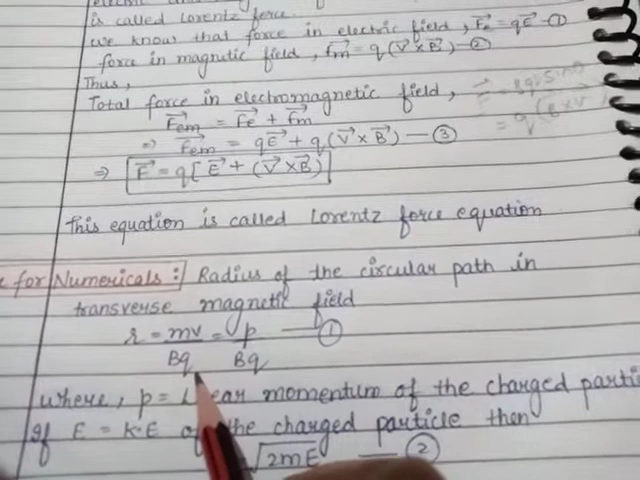 is called Lorentz force.
We know that force in electric field, F⃗e = qE⃗ —①
force in magnetic field, F⃗m = q(V⃗ × B⃗) —②
Thus,
Total force in electromagnetic field,
F⃗em = F⃗e + F⃗m
⇒ F⃗em = qE⃗ + q(V⃗ × B⃗) —③
⇒ F⃗ = q[E⃗ + (V⃗ × B⃗)]
This equation is called Lorentz force equation
for Numericals: Radius of the circular path in
transverse magnetic field
r = mv/Bq = p/Bq —①
where, p = of the charged
If E = K.E of the charged particle then
√2mE —②